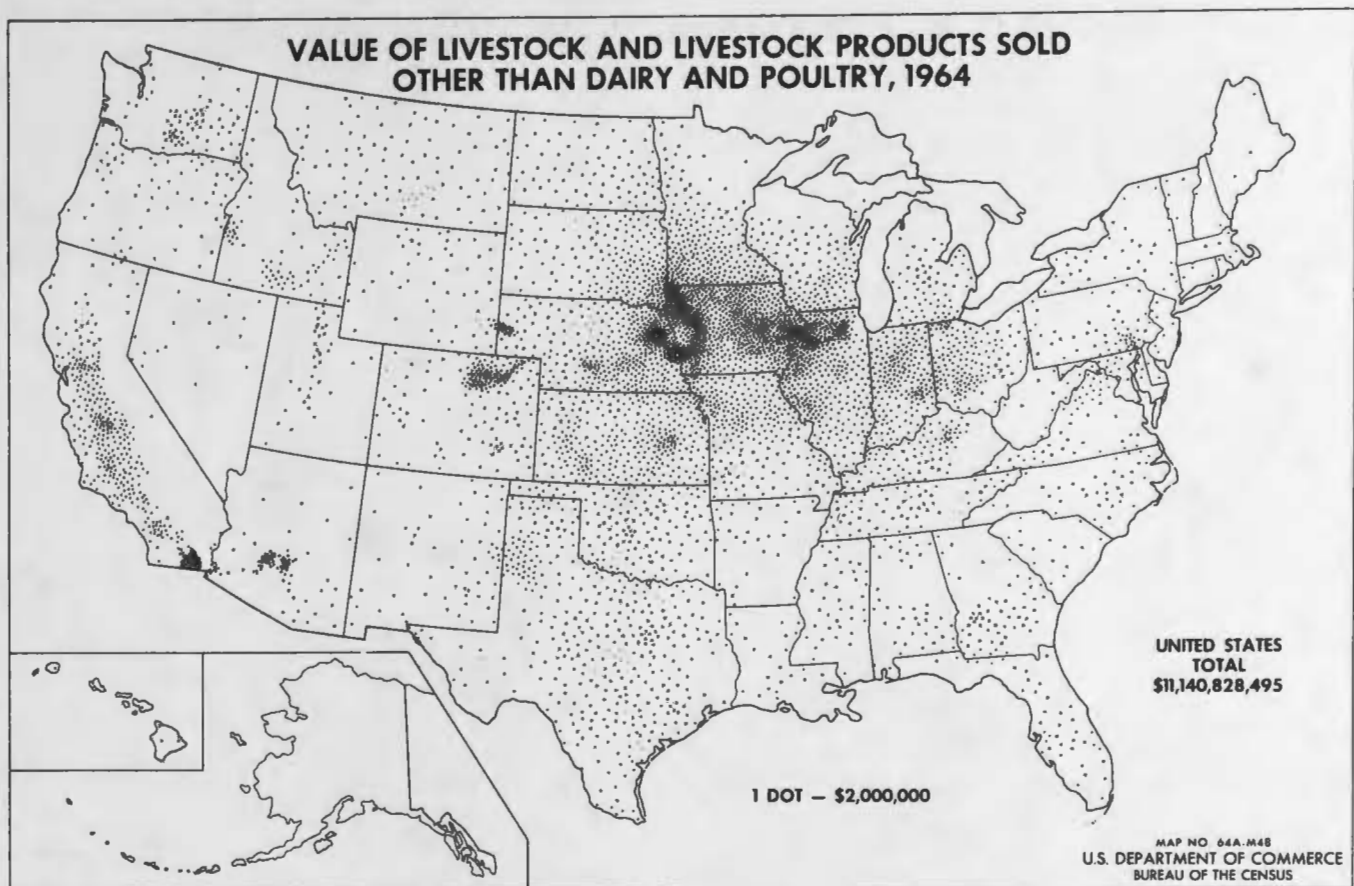 VALUE OF LIVESTOCK AND LIVESTOCK PRODUCTS SOLD
OTHER THAN DAIRY AND POULTRY, 1964
UNITED STATES
TOTAL
$11,140,828,495
1 DOT — $2,000,000
MAP NO. 64A-M48
U.S. DEPARTMENT OF COMMERCE
BUREAU OF THE CENSUS